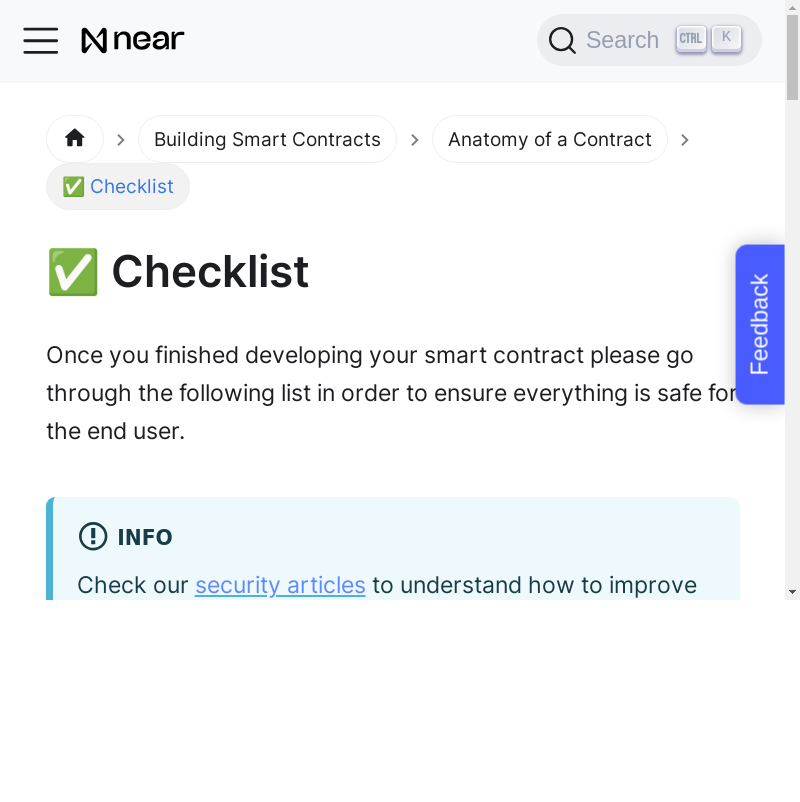 near
Search CTRL K
Building Smart Contracts
Anatomy of a Contract
✅ Checklist
✅ Checklist
Once you finished developing your smart contract please go
through the following list in order to ensure everything is safe for
the end user.
Feedback
INFO
Check our security articles to understand how to improve